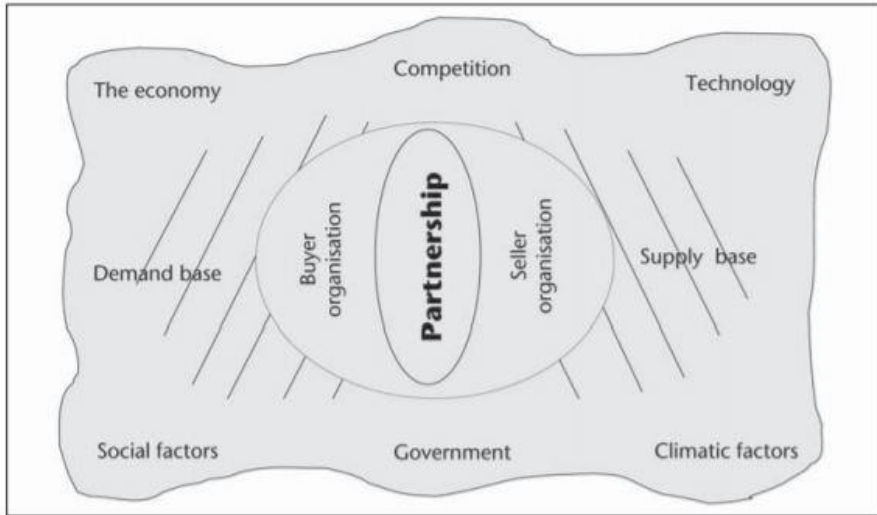 Competition
The economy
Technology
Demand base
Buyer
organisation
Partnership
Seller
organisation
Supply base
Social factors
Government
Climatic factors